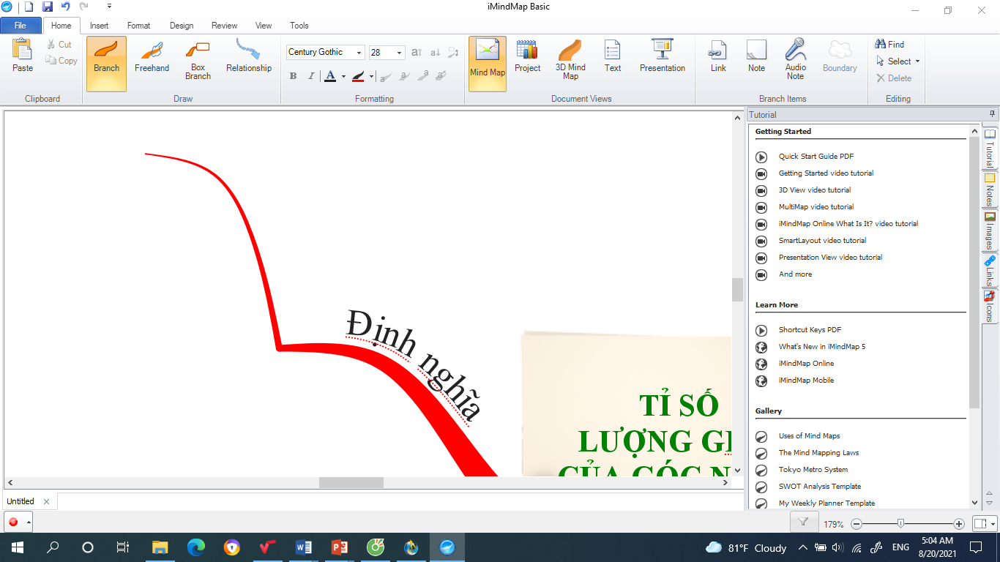 iMindMap Basic
File Home Insert Format Design Review View Tools
Paste
Cut
Copy
Clipboard
Branch
Freehand
Box
Branch
Relationship
Draw
Century Gothic 28
B I A
Formatting
Mind Map
Project
3D Mind
Map
Text
Presentation
Document Views
Link
Note
Audio
Note
Boundary
Branch Items
Find
Select
Delete
Editing
Định nghĩa
TỈ SỐ
LƯỢNG GI
CỦA GÓC N
Tutorial
Getting Started
Quick Start Guide PDF
Getting Started video tutorial
3D View video tutorial
MultiMap video tutorial
iMindMap Online What Is It? video tutorial
SmartLayout video tutorial
Presentation View video tutorial
And more
Learn More
Shortcut Keys PDF
What's New in iMindMap 5
iMindMap Online
iMindMap Mobile
Gallery
Uses of Mind Maps
The Mind Mapping Laws
Tokyo Metro System
SWOT Analysis Template
My Weekly Planner Template
Tutorial
Notes
Images
Links
Icons
Untitled
179%
81°F Cloudy
ENG
5:04 AM
8/20/2021